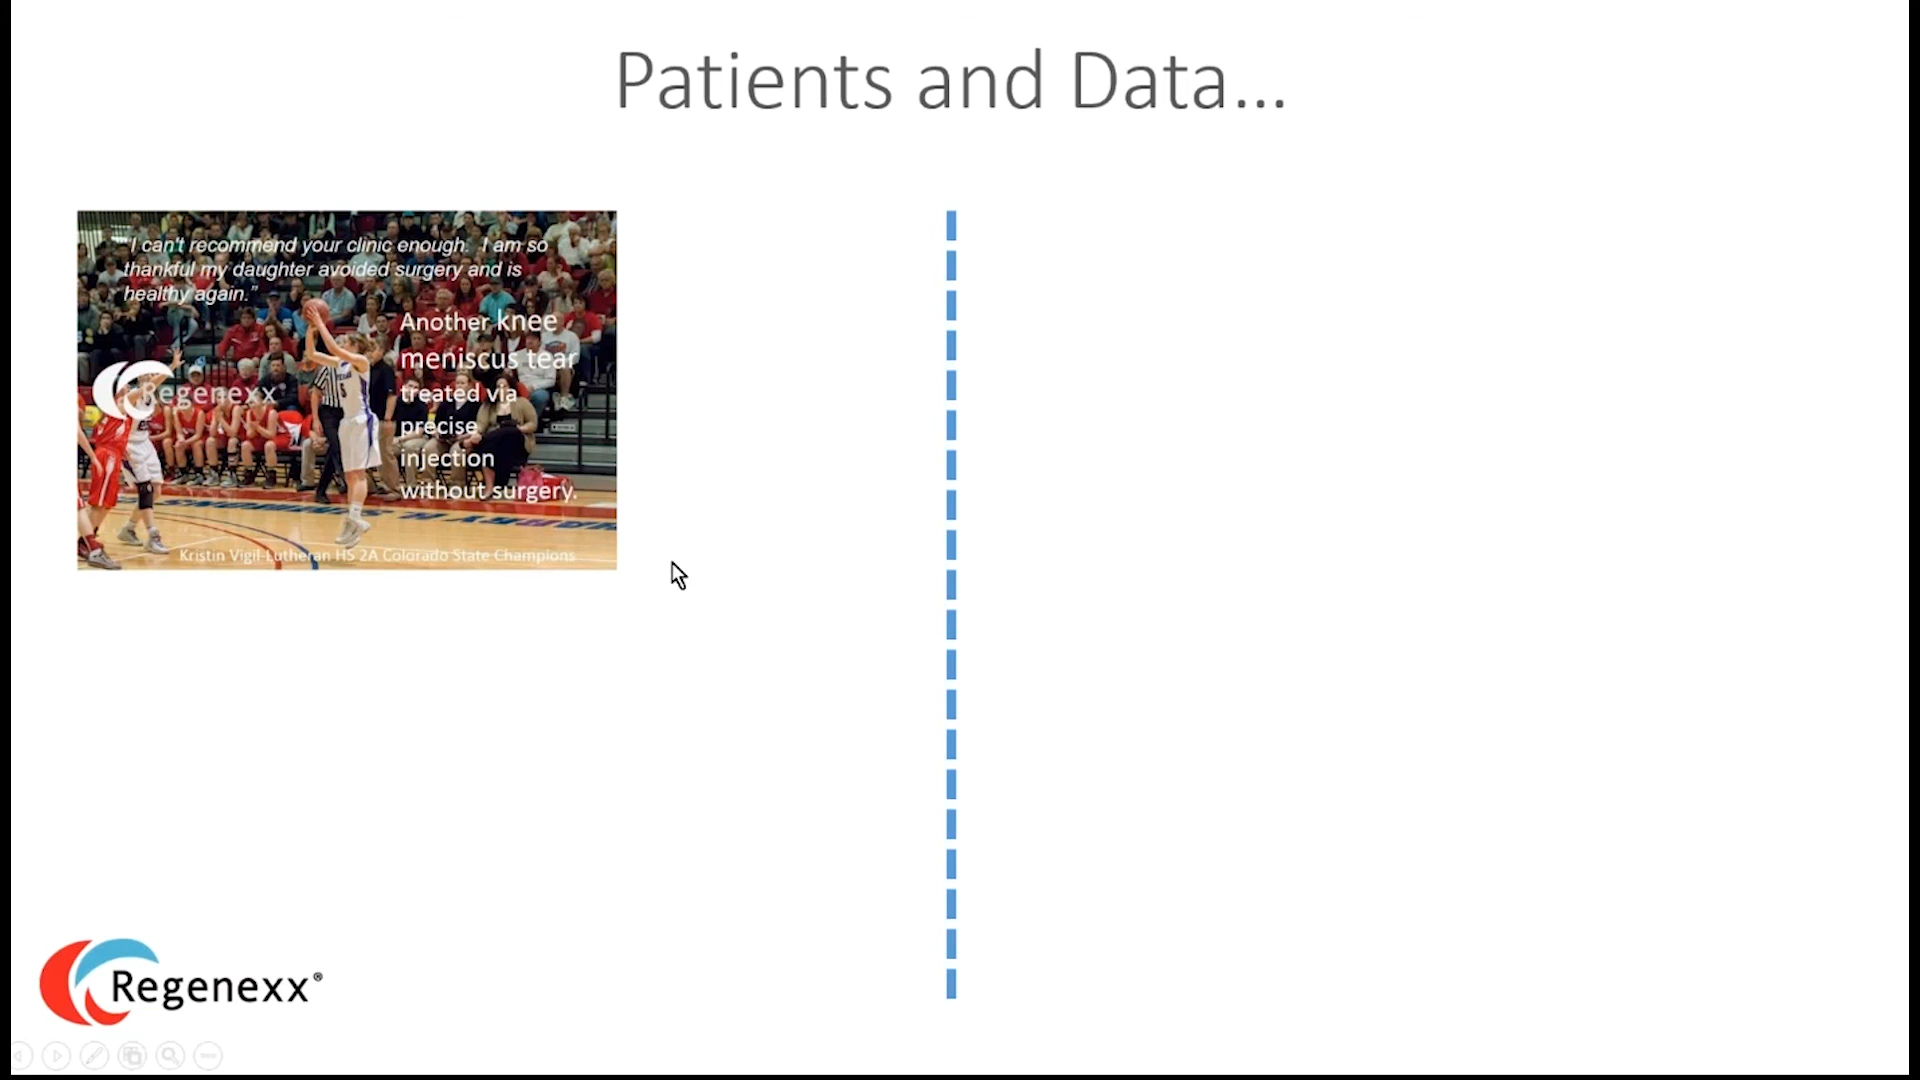 Patients and Data...
"I can't recommend your clinic enough.  I am so
thankful my daughter avoided surgery and is
healthy again."
Another knee
meniscus tear
treated via
precise
injection
without surgery.
Regenexx
Kristin Vigil-Lutheran HS 2A Colorado State Champions
Regenexx®